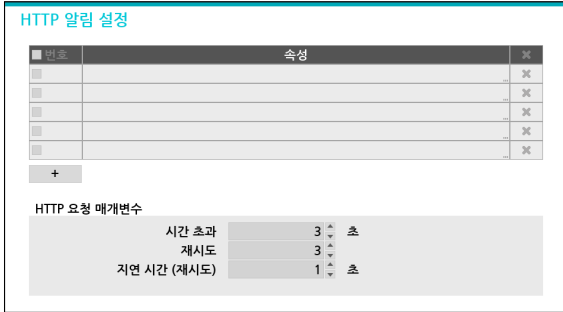 HTTP 알림 설정
번호 속성
+
HTTP 요청 매개변수
시간 초과 3 초
재시도 3
지연 시간 (재시도) 1 초